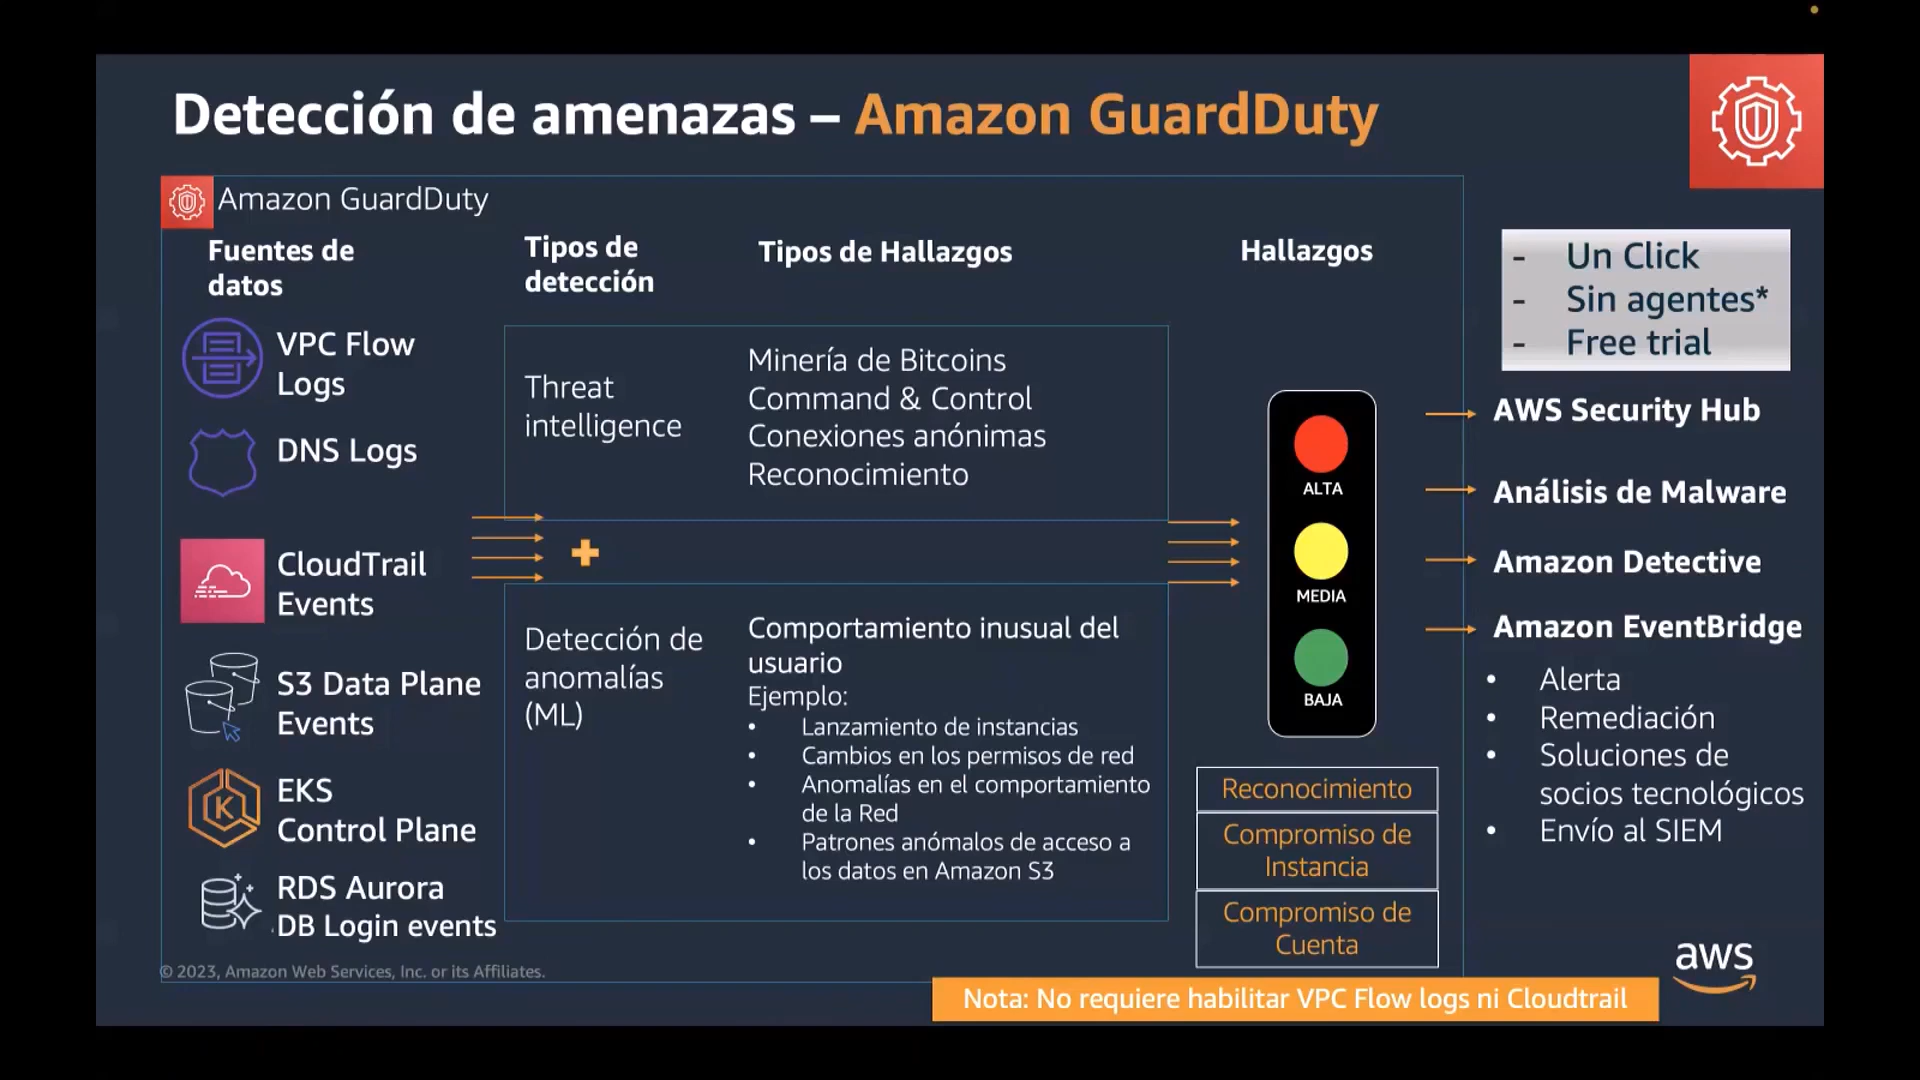 Detección de amenazas – Amazon GuardDuty
Amazon GuardDuty
Fuentes de
datos
VPC Flow
Logs
DNS Logs
CloudTrail
Events
S3 Data Plane
Events
EKS
Control Plane
RDS Aurora
DB Login events
Tipos de
detección
Threat
intelligence
Detección de
anomalías
(ML)
Tipos de Hallazgos
Minería de Bitcoins
Command & Control
Conexiones anónimas
Reconocimiento
Comportamiento inusual del
usuario
Ejemplo:
• Lanzamiento de instancias
• Cambios en los permisos de red
• Anomalías en el comportamiento
de la Red
• Patrones anómalos de acceso a
los datos en Amazon S3
Hallazgos
ALTA
MEDIA
BAJA
Reconocimiento
Compromiso de
Instancia
Compromiso de
Cuenta
- Un Click
- Sin agentes*
- Free trial
AWS Security Hub
Análisis de Malware
Amazon Detective
Amazon EventBridge
• Alerta
• Remediación
• Soluciones de
socios tecnológicos
• Envío al SIEM
© 2023, Amazon Web Services, Inc. or its Affiliates.
Nota: No requiere habilitar VPC Flow logs ni Cloudtrail
aws